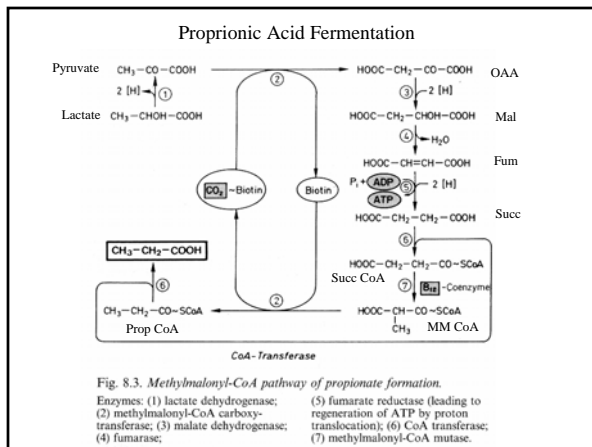 Proprionic Acid Fermentation
Pyruvate CH₃–CO–COOH ② HOOC–CH₂–CO–COOH OAA
2 [H] ① ③ 2 [H]
Lactate CH₃–CHOH–COOH HOOC–CH₂–CHOH–COOH Mal
④ H₂O
HOOC–CH=CH–COOH Fum
CO₂ ~Biotin Biotin Pᵢ + ADP ⑤ 2 [H]
ATP
HOOC–CH₂–CH₂–COOH Succ
CH₃–CH₂–COOH ⑥
⑥ HOOC–CH₂–CH₂–CO~SCoA
Succ CoA
② ⑦ B₁₂ -Coenzyme
CH₃–CH₂–CO~SCoA HOOC–CH–CO~SCoA
Prop CoA CH₃ MM CoA
CoA-Transferase
Fig. 8.3. Methylmalonyl-CoA pathway of propionate formation.
Enzymes: (1) lactate dehydrogenase;
(2) methylmalonyl-CoA carboxy-
transferase; (3) malate dehydrogenase;
(4) fumarase;
(5) fumarate reductase (leading to
regeneration of ATP by proton
translocation); (6) CoA transferase;
(7) methylmalonyl-CoA mutase.